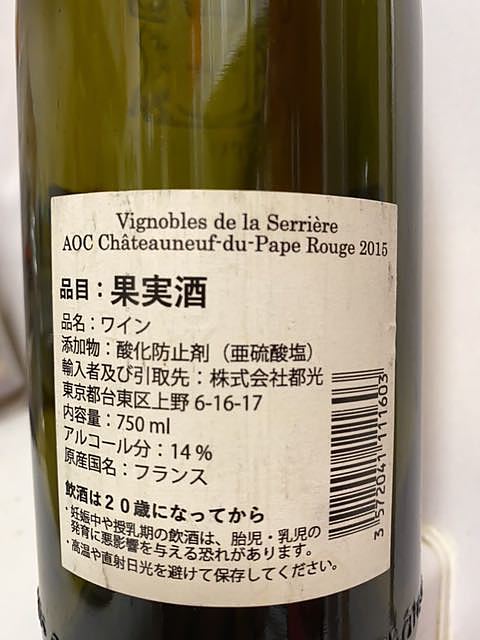 Vignobles de la Serrière
AOC Châteauneuf-du-Pape Rouge 2015
品目：果実酒
品名：ワイン
添加物：酸化防止剤（亜硫酸塩）
輸入者及び引取先：株式会社都光
東京都台東区上野 6-16-17
内容量：750 ml
アルコール分：14 %
原産国名：フランス
飲酒は２０歳になってから
・妊娠中や授乳期の飲酒は、胎児・乳児の
発育に悪影響を与える恐れがあります。
・高温や直射日光を避けて保存してください。
3 572041 111603